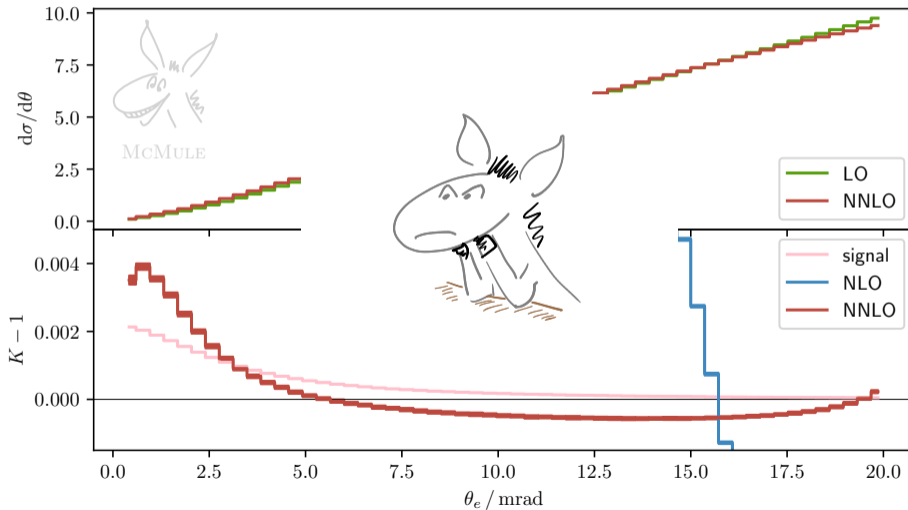 10.0
7.5
5.0
2.5
0.0
dσ/dθ
McMule
LO
NNLO
0.004
0.002
0.000
K − 1
signal
NLO
NNLO
0.0 2.5 5.0 7.5 10.0 12.5 15.0 17.5 20.0
θe / mrad